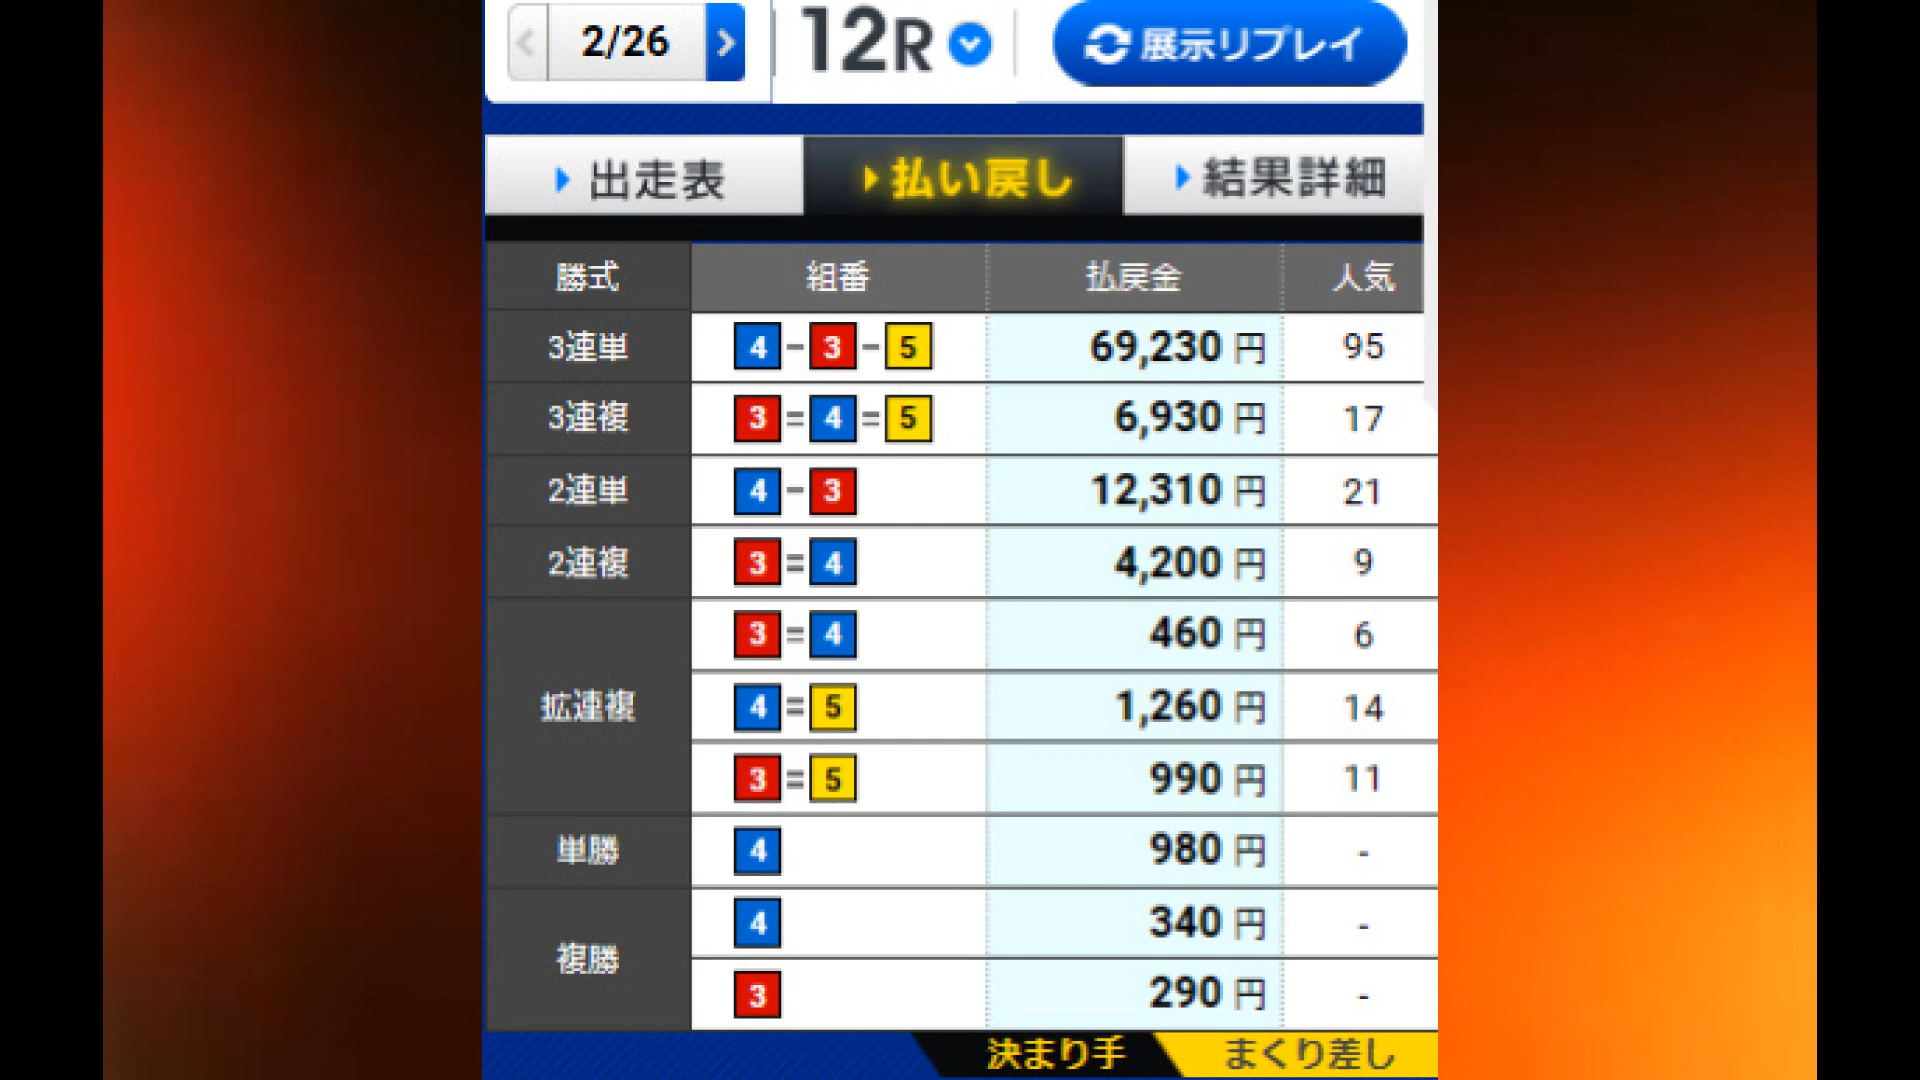 2/26 12R 展示リプレイ
出走表 払い戻し 結果詳細
勝式 組番 払戻金 人気
3連単 4-3-5 69,230円 95
3連複 3=4=5 6,930円 17
2連単 4-3 12,310円 21
2連複 3=4 4,200円 9
拡連複 3=4 460円 6
4=5 1,260円 14
3=5 990円 11
単勝 4 980円 -
複勝 4 340円 -
3 290円 -
決まり手 まくり差し